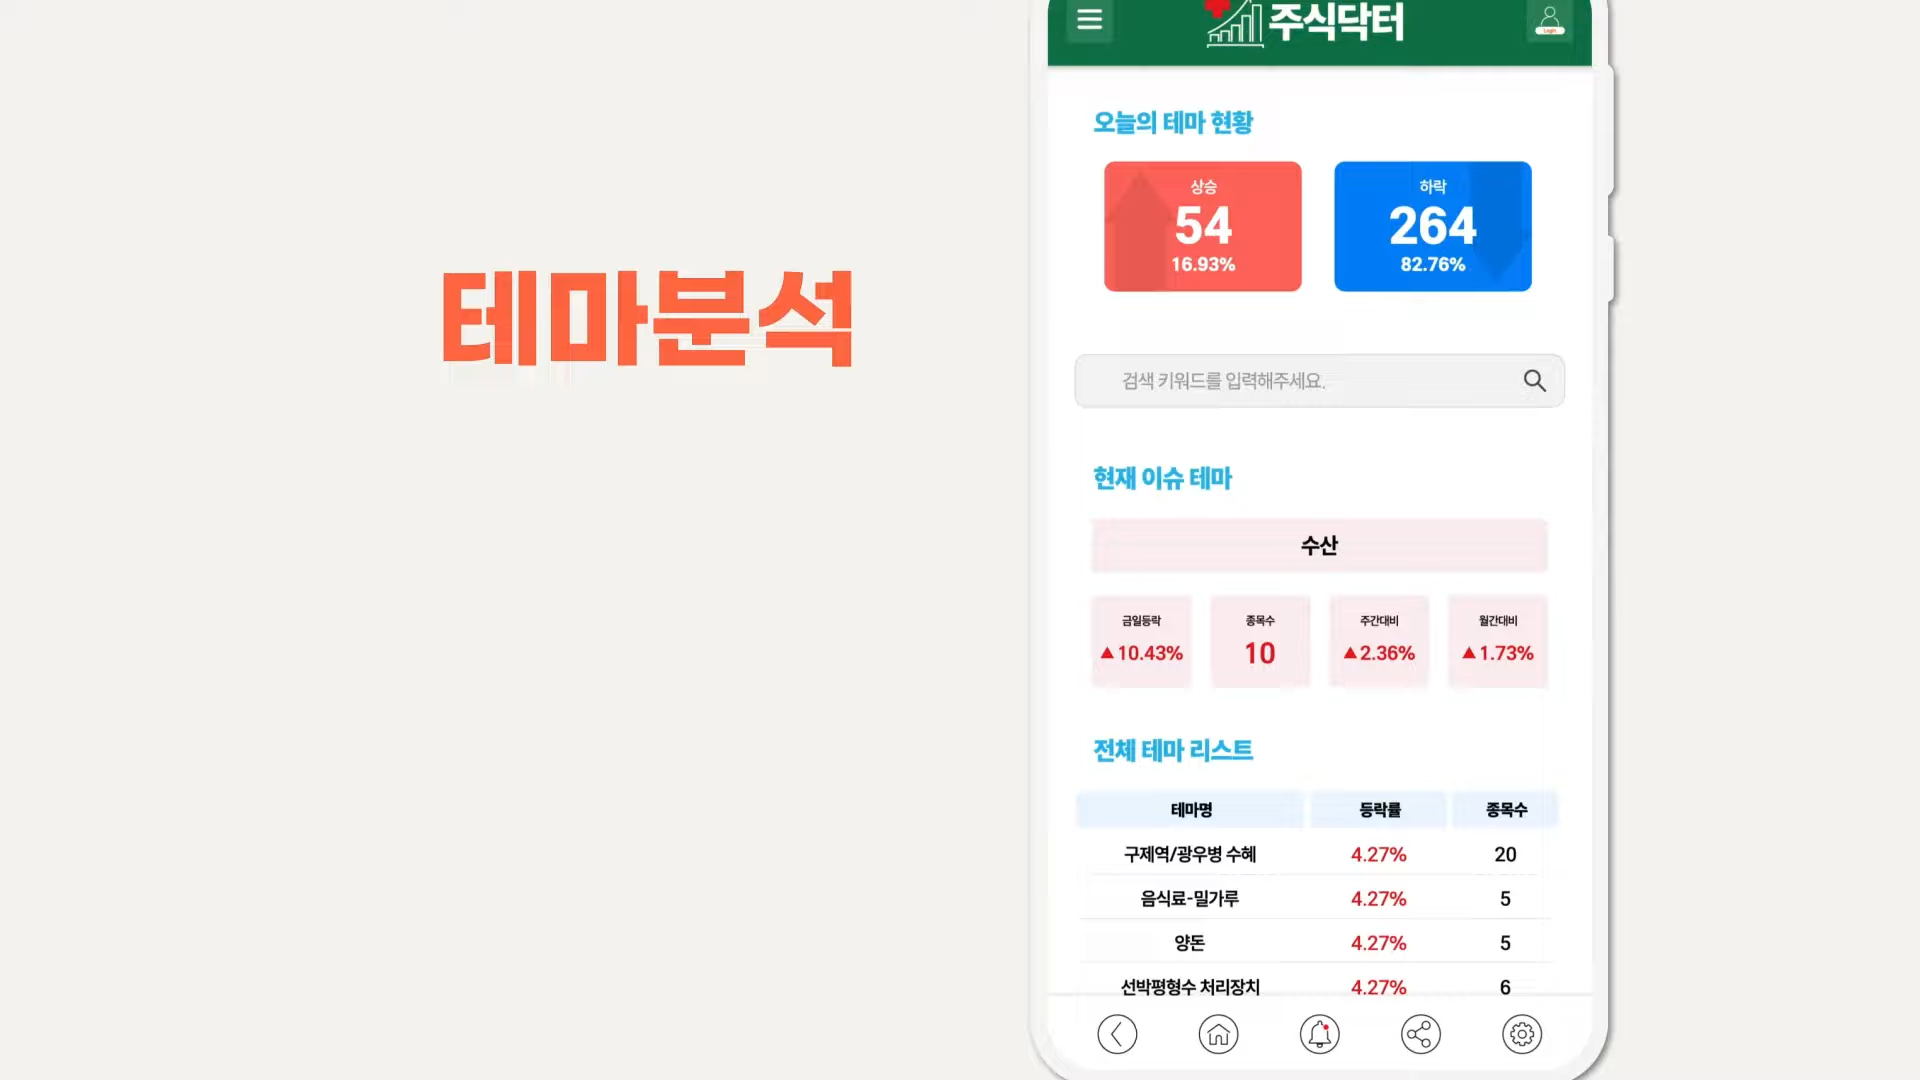 테마분석
주식닥터
Login
오늘의 테마 현황
상승
54
16.93%
하락
264
82.76%
검색 키워드를 입력해주세요.
현재 이슈 테마
수산
금일등락
▲10.43%
종목수
10
주간대비
▲2.36%
월간대비
▲1.73%
전체 테마 리스트
테마명 등락률 종목수
구제역/광우병 수혜 4.27% 20
음식료-밀가루 4.27% 5
양돈 4.27% 5
선박평형수 처리장치 4.27% 6